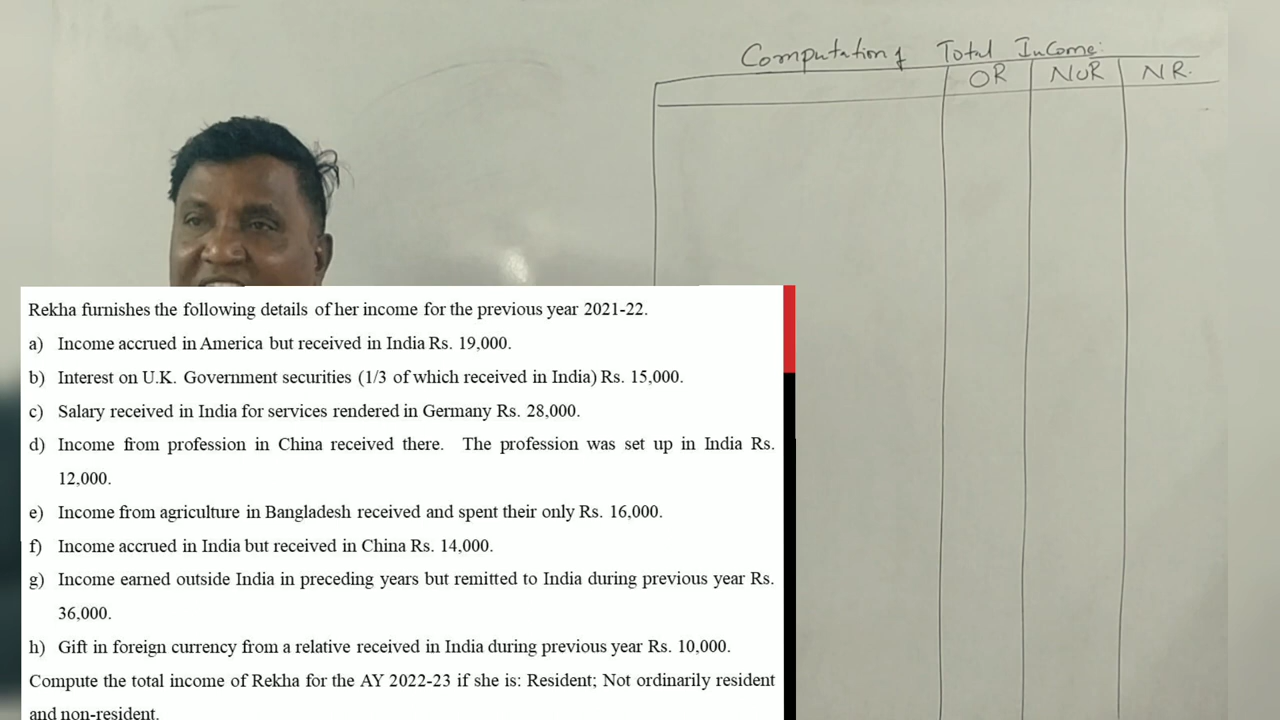 Computation of Total Income:
OR NOR NR.
Rekha furnishes the following details of her income for the previous year 2021-22.
a) Income accrued in America but received in India Rs. 19,000.
b) Interest on U.K. Government securities (1/3 of which received in India) Rs. 15,000.
c) Salary received in India for services rendered in Germany Rs. 28,000.
d) Income from profession in China received there. The profession was set up in India Rs.
12,000.
e) Income from agriculture in Bangladesh received and spent their only Rs. 16,000.
f) Income accrued in India but received in China Rs. 14,000.
g) Income earned outside India in preceding years but remitted to India during previous year Rs.
36,000.
h) Gift in foreign currency from a relative received in India during previous year Rs. 10,000.
Compute the total income of Rekha for the AY 2022-23 if she is: Resident; Not ordinarily resident
and non-resident.